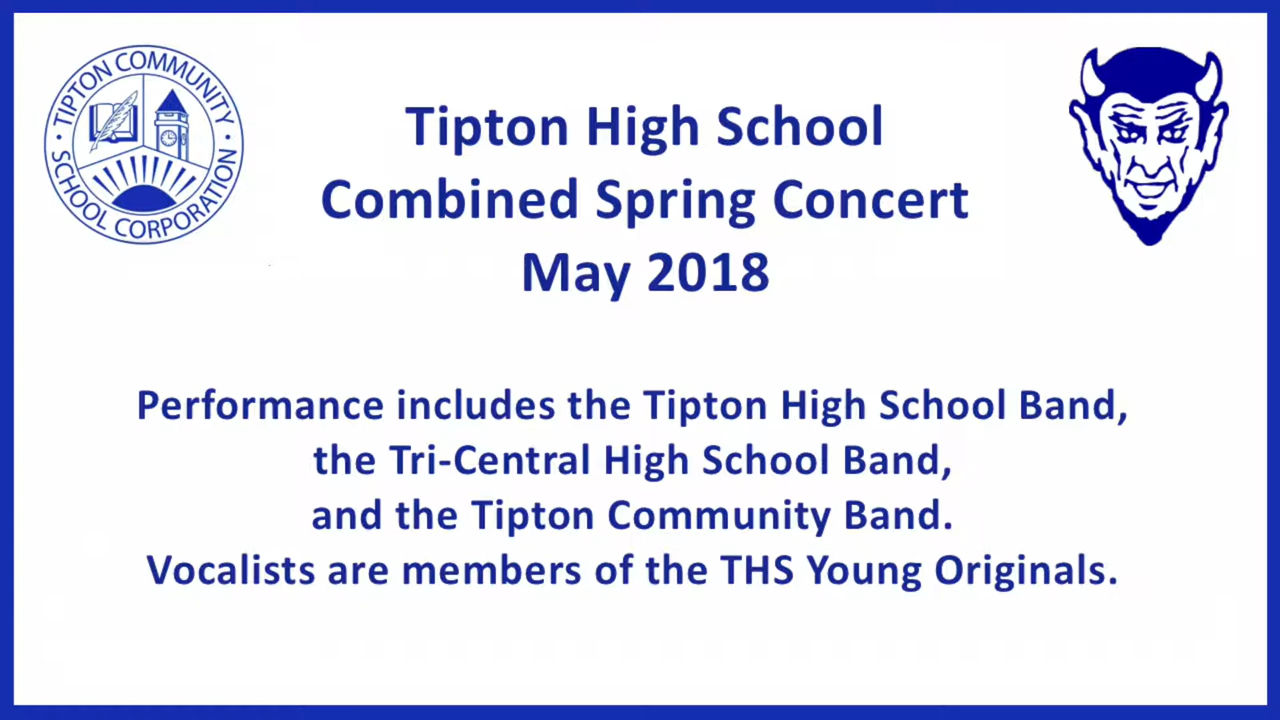 TIPTON COMMUNITY
SCHOOL CORPORATION
Tipton High School
Combined Spring Concert
May 2018
Performance includes the Tipton High School Band,
the Tri-Central High School Band,
and the Tipton Community Band.
Vocalists are members of the THS Young Originals.